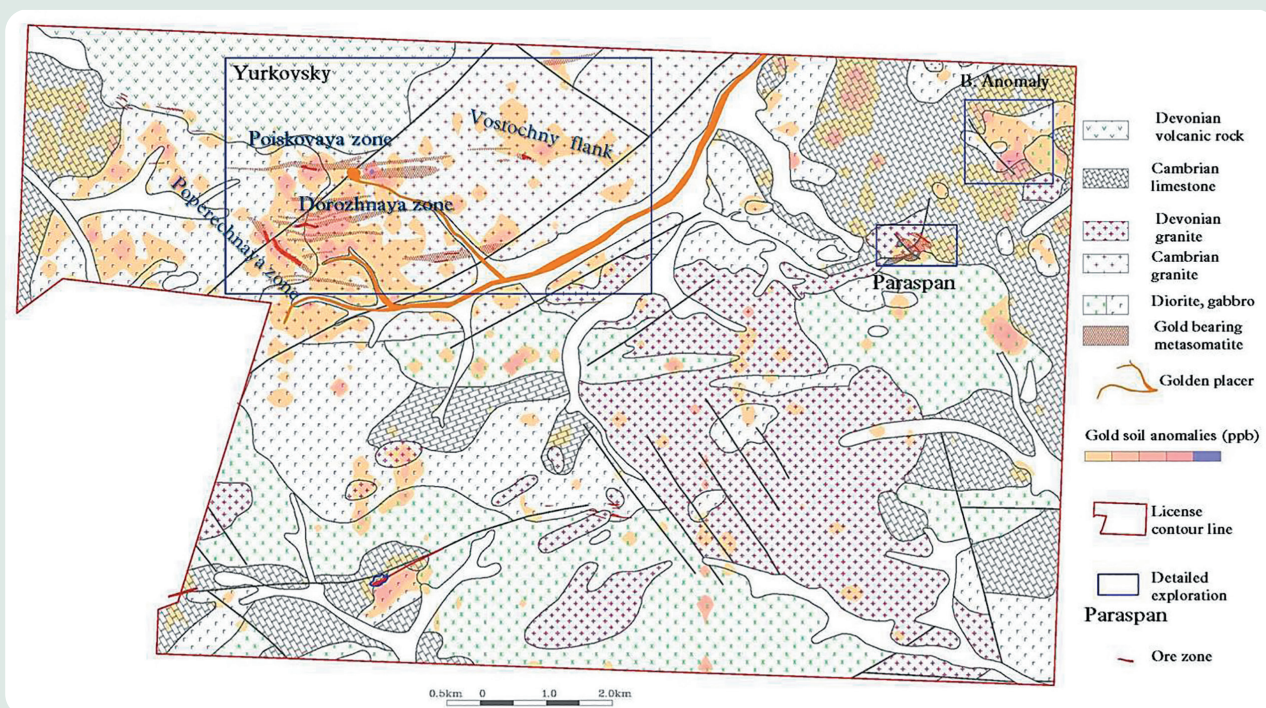 Yurkovsky
B. Anomaly
Vostochny flank
Poiskovaya zone
Poperechnaya zone
Dorozhnaya zone
Paraspan
Devonian
volcanic rock
Cambrian
limestone
Devonian
granite
Cambrian
granite
Diorite, gabbro
Gold bearing
metasomatite
Golden placer
Gold soil anomalies (ppb)
License
contour line
Detailed
exploration
Paraspan
Ore zone
0.5km 0 1.0 2.0km